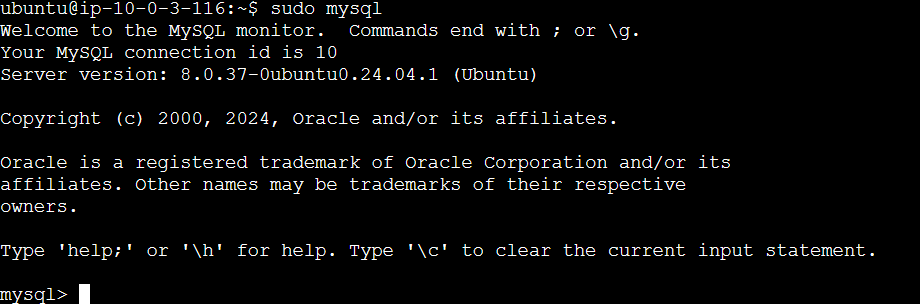 ubuntu@ip-10-0-3-116:~$ sudo mysql
Welcome to the MySQL monitor.  Commands end with ; or \g.
Your MySQL connection id is 10
Server version: 8.0.37-0ubuntu0.24.04.1 (Ubuntu)
Copyright (c) 2000, 2024, Oracle and/or its affiliates.
Oracle is a registered trademark of Oracle Corporation and/or its
affiliates. Other names may be trademarks of their respective
owners.
Type 'help;' or '\h' for help. Type '\c' to clear the current input statement.
mysql>